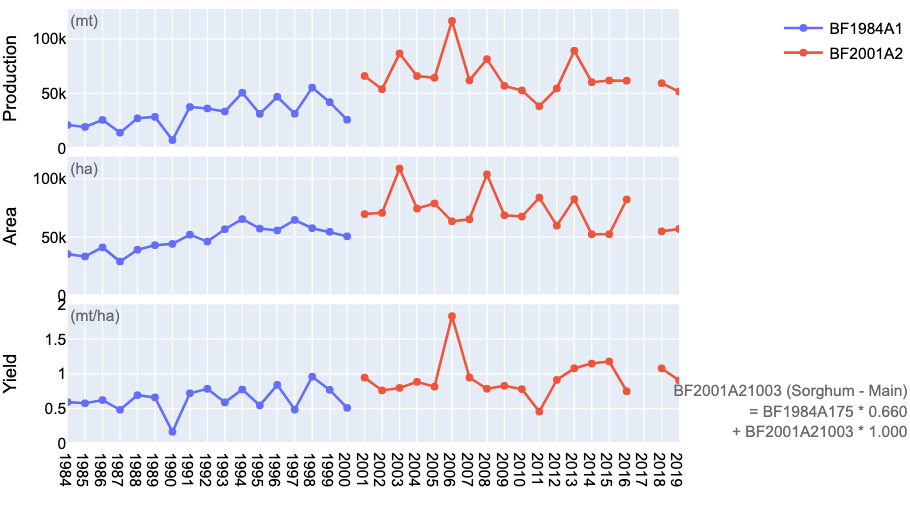 (mt)
Production
100k
50k
0
BF1984A1
BF2001A2
(ha)
Area
100k
50k
0
(mt/ha)
Yield
2
1.5
1
0.5
0
1984
1985
1986
1987
1988
1989
1990
1991
1992
1993
1994
1995
1996
1997
1998
1999
2000
2001
2002
2003
2004
2005
2006
2007
2008
2009
2010
2011
2012
2013
2014
2015
2016
2017
2018
2019
BF2001A21003 (Sorghum - Main)
= BF1984A175 * 0.660
+ BF2001A21003 * 1.000